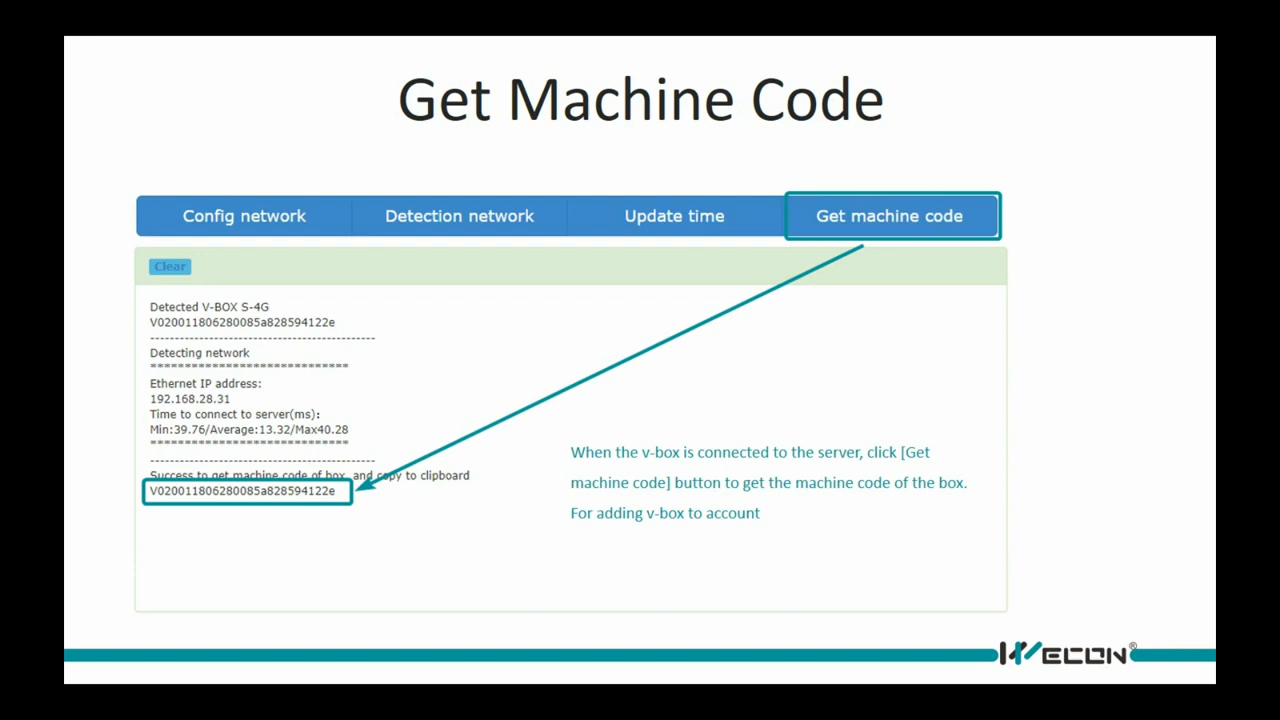 Get Machine Code
Config network
Detection network
Update time
Get machine code
Clear
Detected V-BOX S-4G
V020011806280085a828594122e
---------------------------------------------
Detecting network
*****************************
Ethernet IP address:
192.168.28.31
Time to connect to server(ms):
Min:39.76/Average:13.32/Max40.28
*****************************
---------------------------------------------
Success to get machine code of box, and copy to clipboard
V020011806280085a828594122e
When the v-box is connected to the server, click [Get
machine code] button to get the machine code of the box.
For adding v-box to account
WECON®